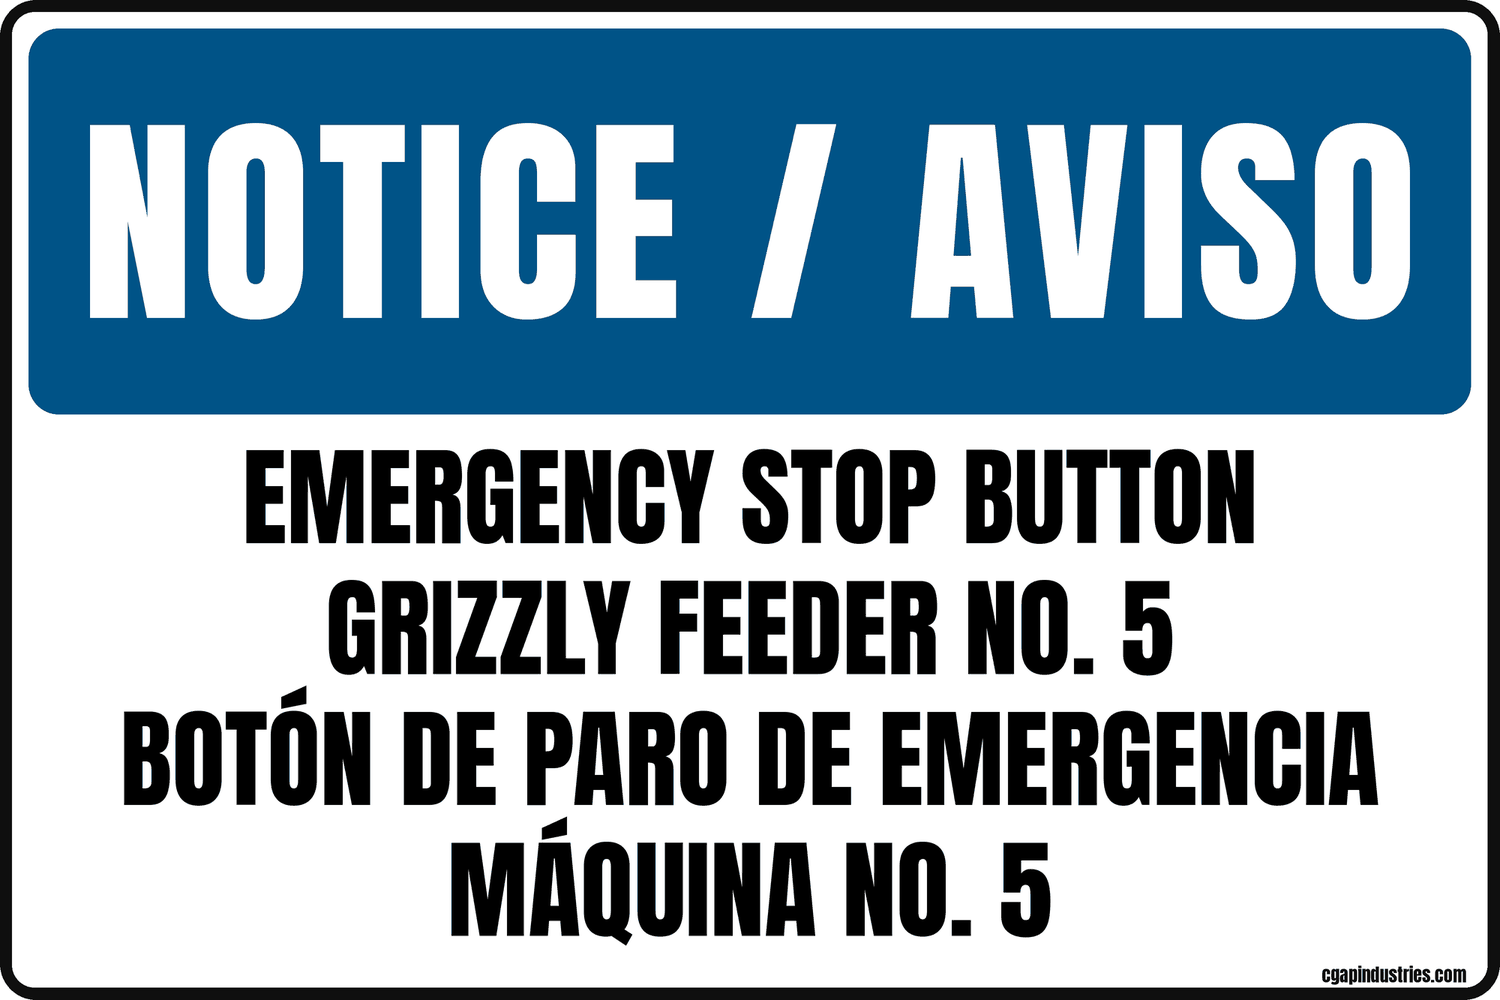 NOTICE / AVISO
EMERGENCY STOP BUTTON
GRIZZLY FEEDER NO. 5
BOTÓN DE PARO DE EMERGENCIA
MÁQUINA NO. 5
cgapindustries.com